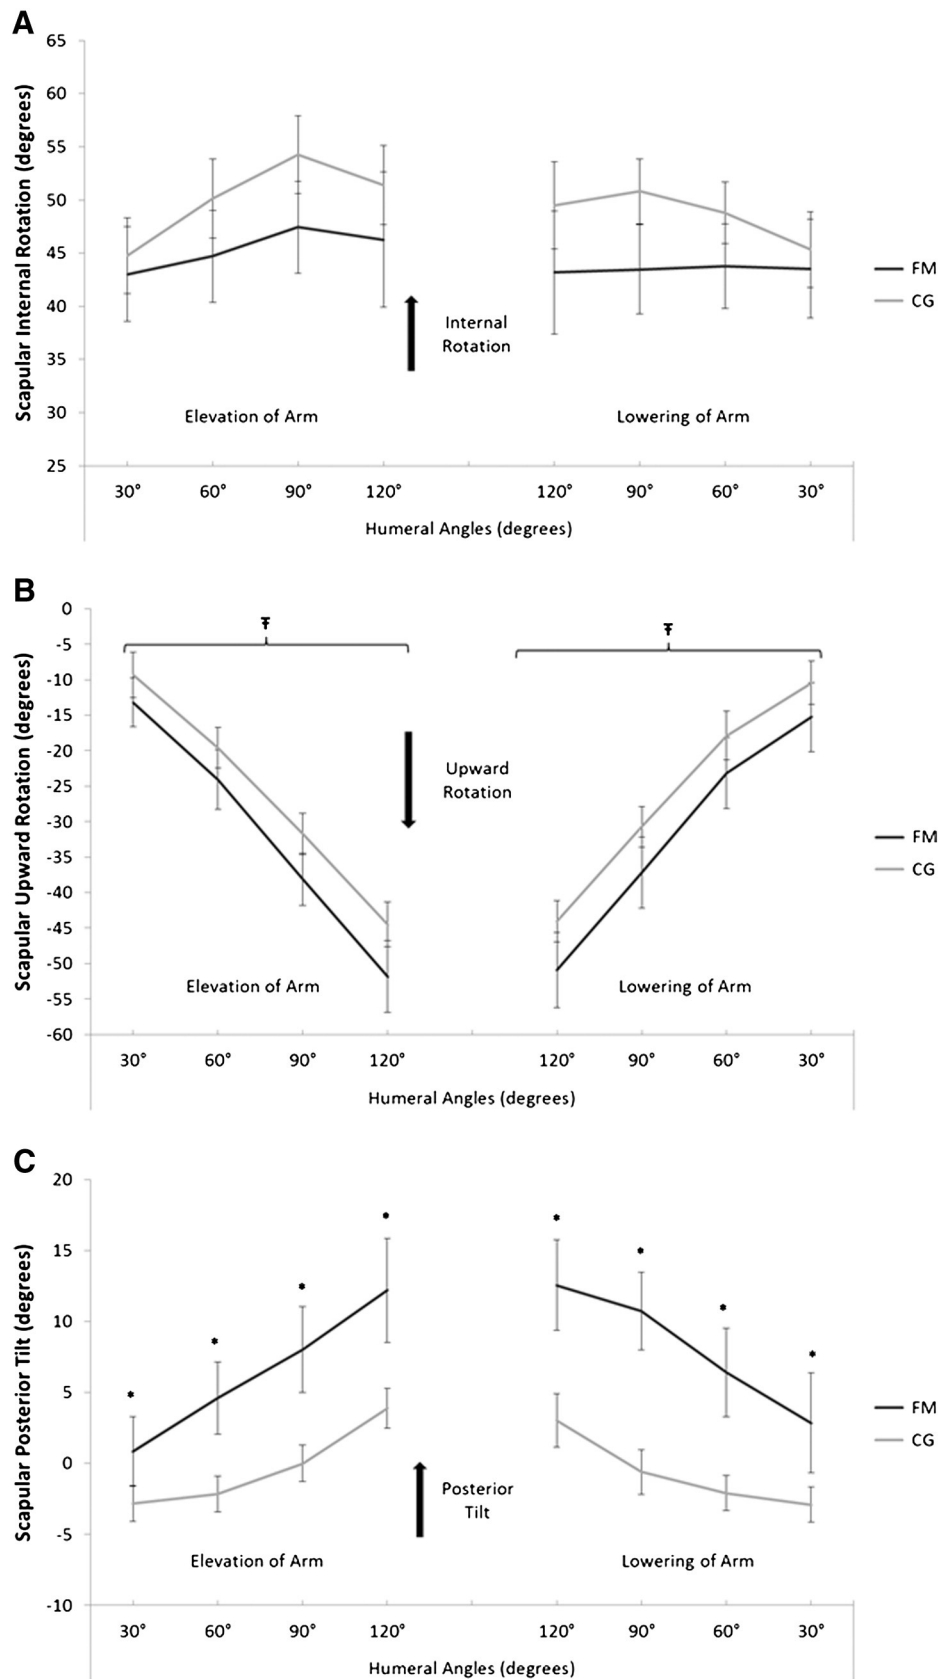 A
Scapular Internal Rotation (degrees)
65
60
55
50
45
40
35
30
25
Internal
Rotation
Elevation of Arm
Lowering of Arm
FM
CG
30° 60° 90° 120° 120° 90° 60° 30°
Humeral Angles (degrees)
B
Scapular Upward Rotation (degrees)
0
-5
-10
-15
-20
-25
-30
-35
-40
-45
-50
-55
-60
Upward
Rotation
Elevation of Arm
Lowering of Arm
FM
CG
30° 60° 90° 120° 120° 90° 60° 30°
Humeral Angles (degrees)
C
Scapular Posterior Tilt (degrees)
20
15
10
5
0
-5
-10
* * * * * * * *
Posterior
Tilt
Elevation of Arm
Lowering of Arm
FM
CG
30° 60° 90° 120° 120° 90° 60° 30°
Humeral Angles (degrees)